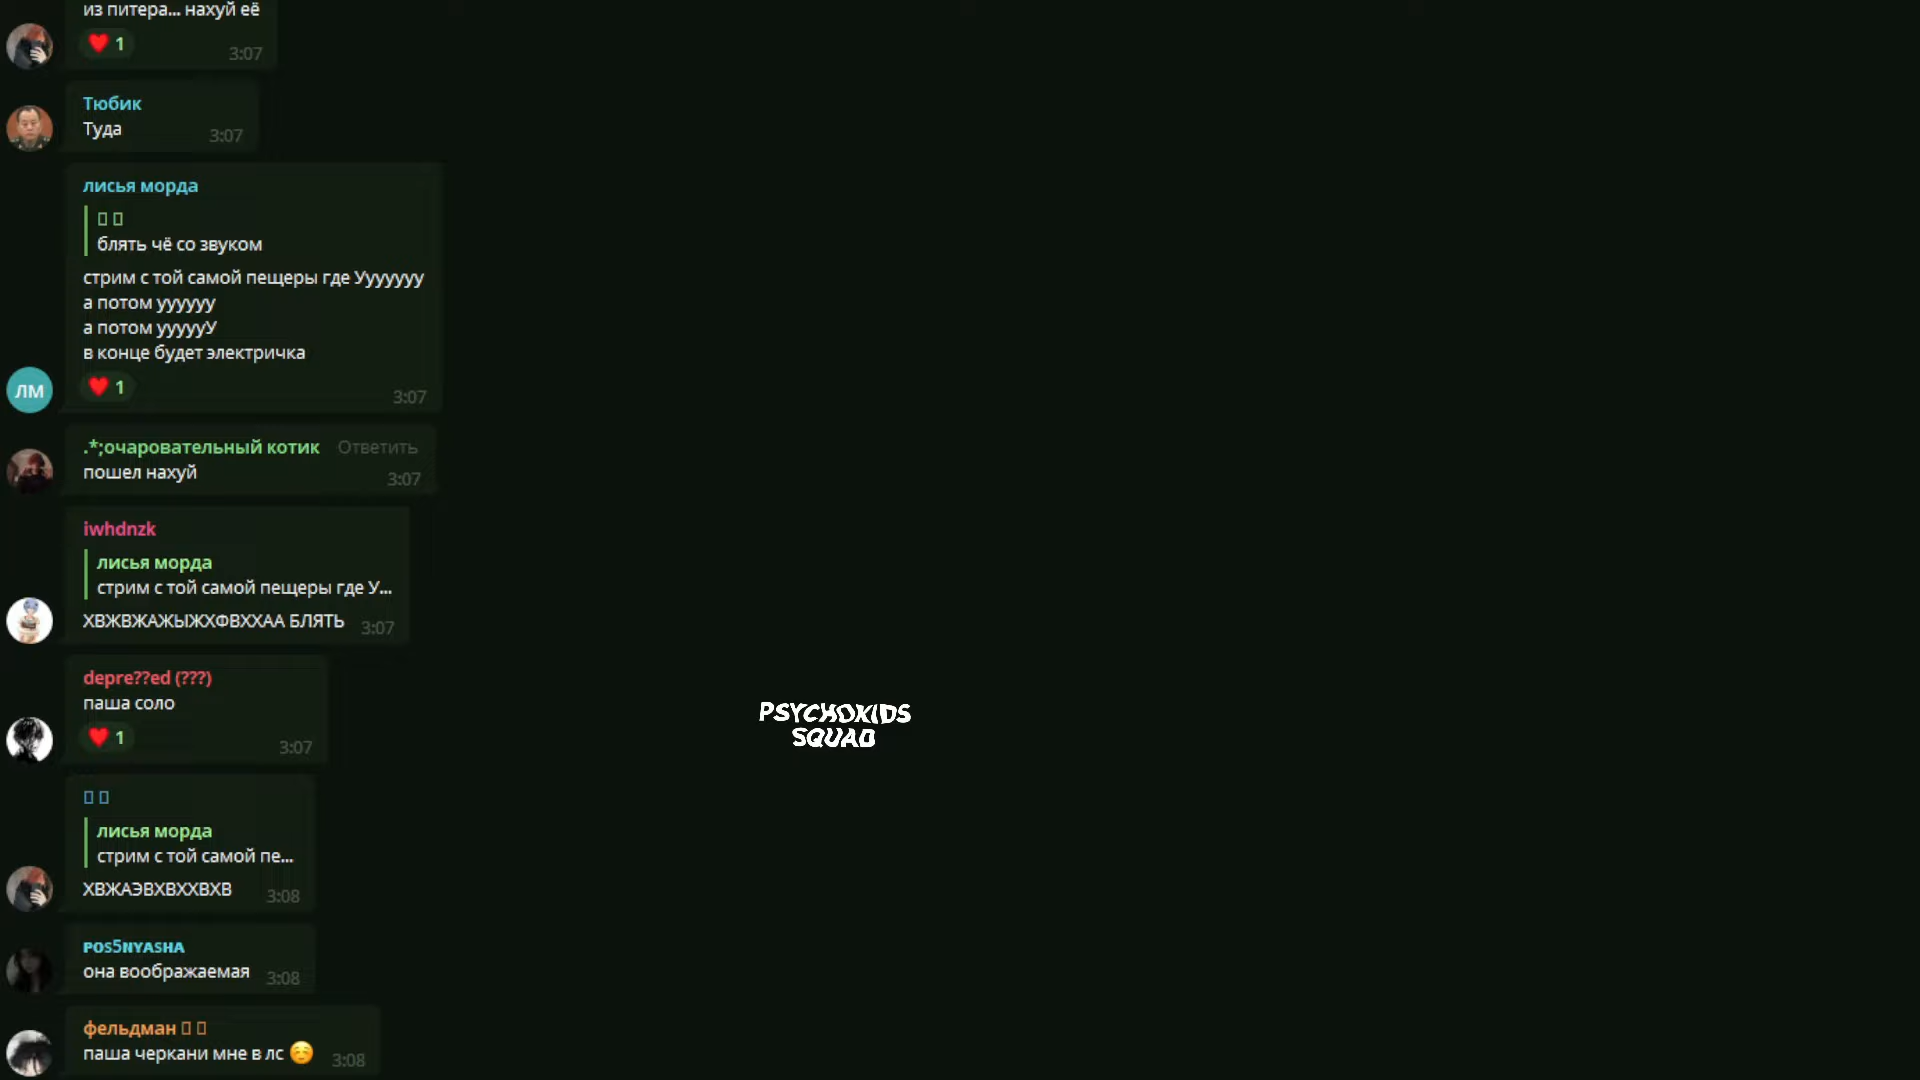 из питера... нахуй её
1
3:07
Тюбик
Туда
3:07
лисья морда
блять чё со звуком
стрим с той самой пещеры где Ууууууу
а потом уууууу
а потом ууууууУ
в конце будет электричка
1
3:07
ЛМ
.*;очаровательный котик Ответить
пошел нахуй
3:07
iwhdnzk
лисья морда
стрим с той самой пещеры где У...
ХВЖВЖАЖЫЖХФВХХАА БЛЯТЬ
3:07
depre??ed (???)
паша соло
1
3:07
лисья морда
стрим с той самой пе...
ХВЖАЭВХВХХВХВ
3:08
ᴘᴏs5ɴʏᴀsʜᴀ
она воображаемая
3:08
фельдман
паша черкани мне в лс ☺️
3:08
PSYCHOKIDS
SQUAD